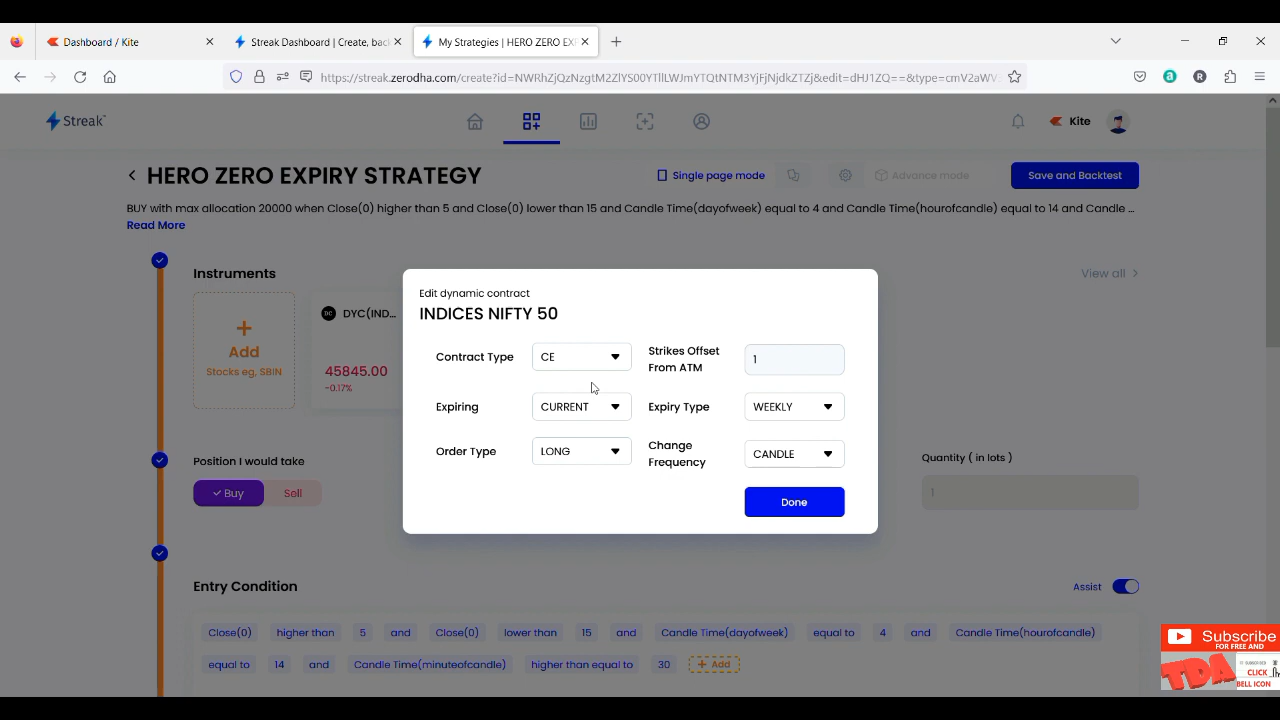 Dashboard / Kite
Streak Dashboard | Create, bac
My Strategies | HERO ZERO EXP
https://streak.zerodha.com/create?id=NWRhZjQzNzgtM2ZlYS00YTllLWJmYTQtNTM3YjFjNjdkZTZj&edit=dHJ1ZQ==&type=cmV2aWV
Streak
Kite
HERO ZERO EXPIRY STRATEGY
Single page mode
Advance mode
Save and Backtest
BUY with max allocation 20000 when Close(0) higher than 5 and Close(0) lower than 15 and Candle Time(dayofweek) equal to 4 and Candle Time(hourofcandle) equal to 14 and Candle ...
Read More
Instruments
View all
+
Add
Stocks eg, SBIN
DC DYC(IND...
45845.00
-0.17%
Edit dynamic contract
INDICES NIFTY 50
Contract Type CE Strikes Offset From ATM 1
Expiring CURRENT Expiry Type WEEKLY
Order Type LONG Change Frequency CANDLE
Done
Position I would take
Buy Sell
Quantity ( in lots )
1
Entry Condition
Assist
Close(0) higher than 5 and Close(0) lower than 15 and Candle Time(dayofweek) equal to 4 and Candle Time(hourofcandle)
equal to 14 and Candle Time(minuteofcandle) higher than equal to 30 + Add
Subscribe
FOR FREE AND
TDA
SUBSCRIBED
CLICK
BELL ICON